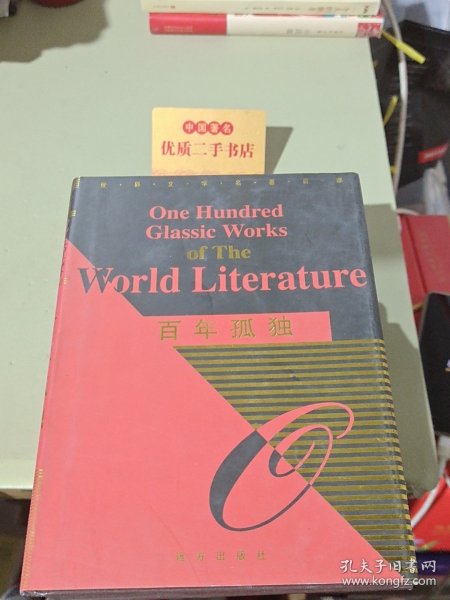 中国著名
优质二手书店
世·界·文·学·名·著·百·部
One Hundred
Glassic Works
of The
World Literature
百年孤独
远方出版社
孔夫子旧书网
www.kongfz.com